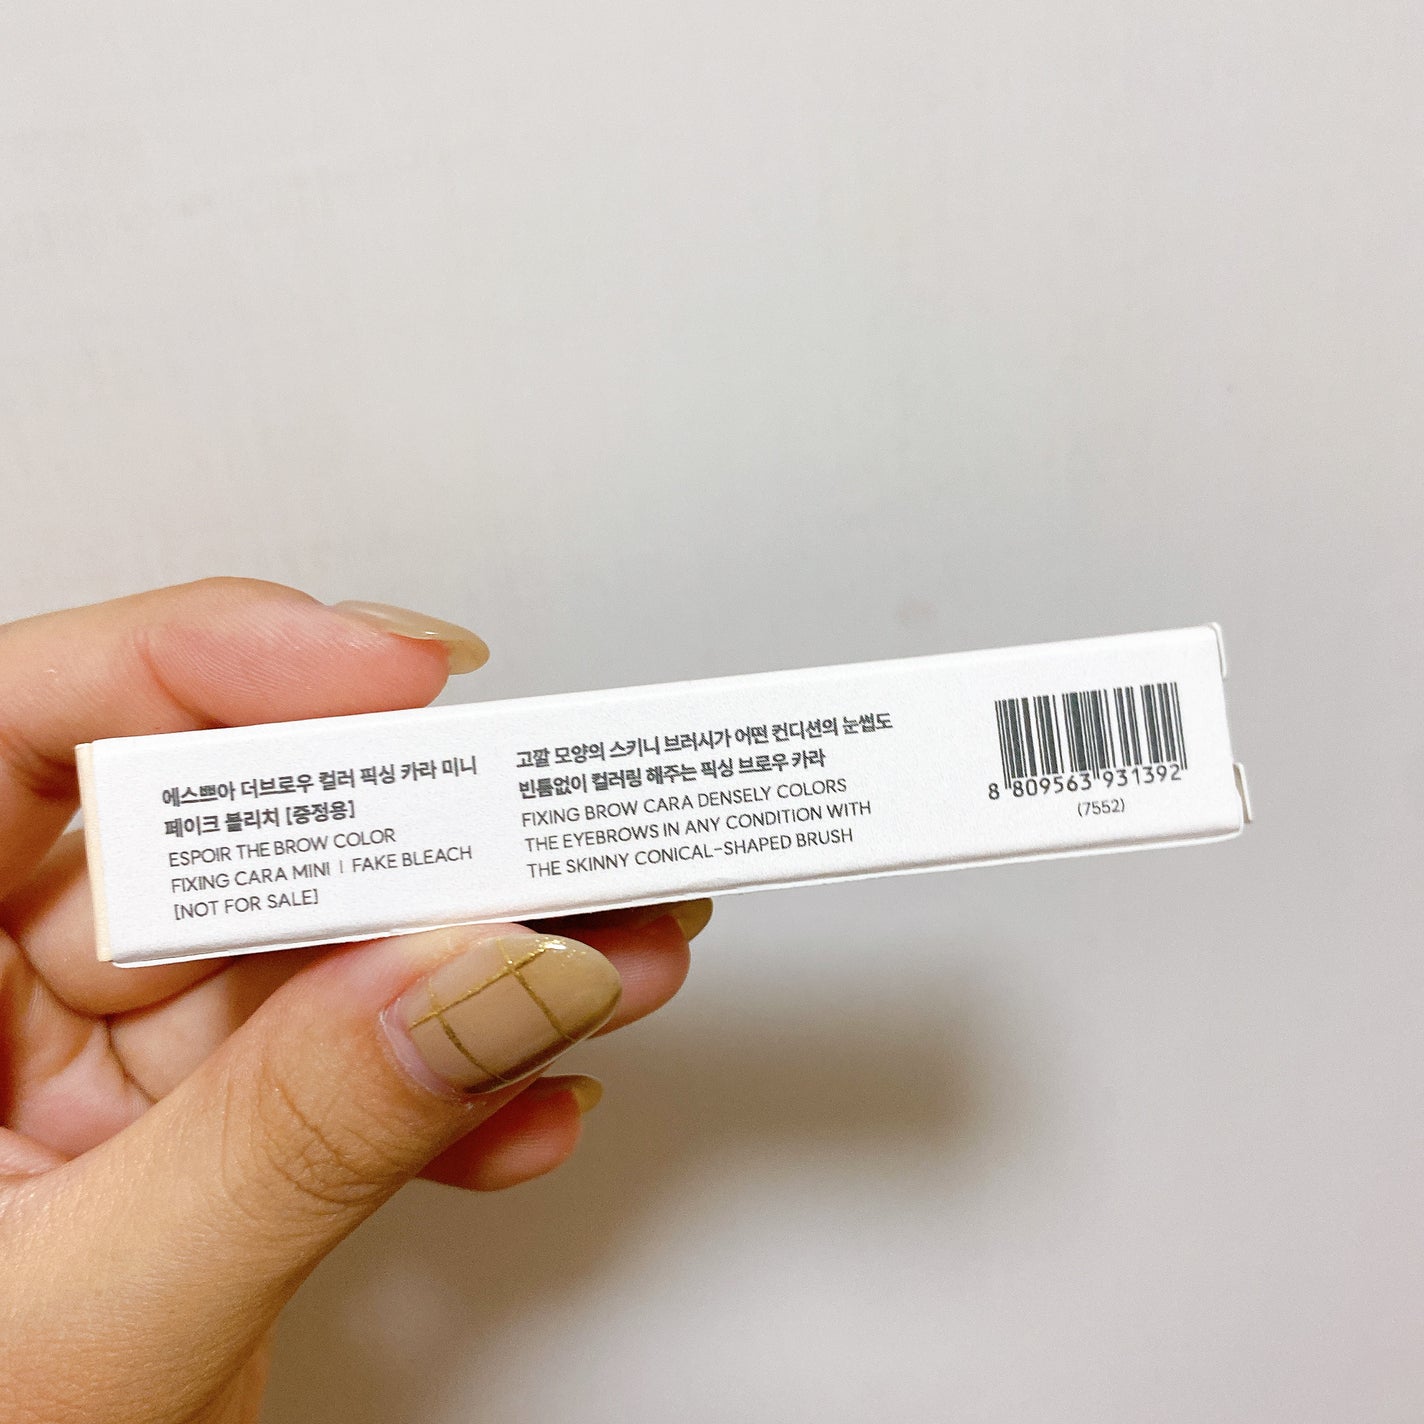 에스쁘아 더브로우 컬러 픽싱 카라 미니
페이크 블리치 [증정용]
ESPOIR THE BROW COLOR
FIXING CARA MINI | FAKE BLEACH
[NOT FOR SALE]
고깔 모양의 스키니 브러시가 어떤 컨디션의 눈썹도
빈틈없이 컬러링 해주는 픽싱 브로우 카라
FIXING BROW CARA DENSELY COLORS
THE EYEBROWS IN ANY CONDITION WITH
THE SKINNY CONICAL-SHAPED BRUSH
8 809563 931392
(7552)